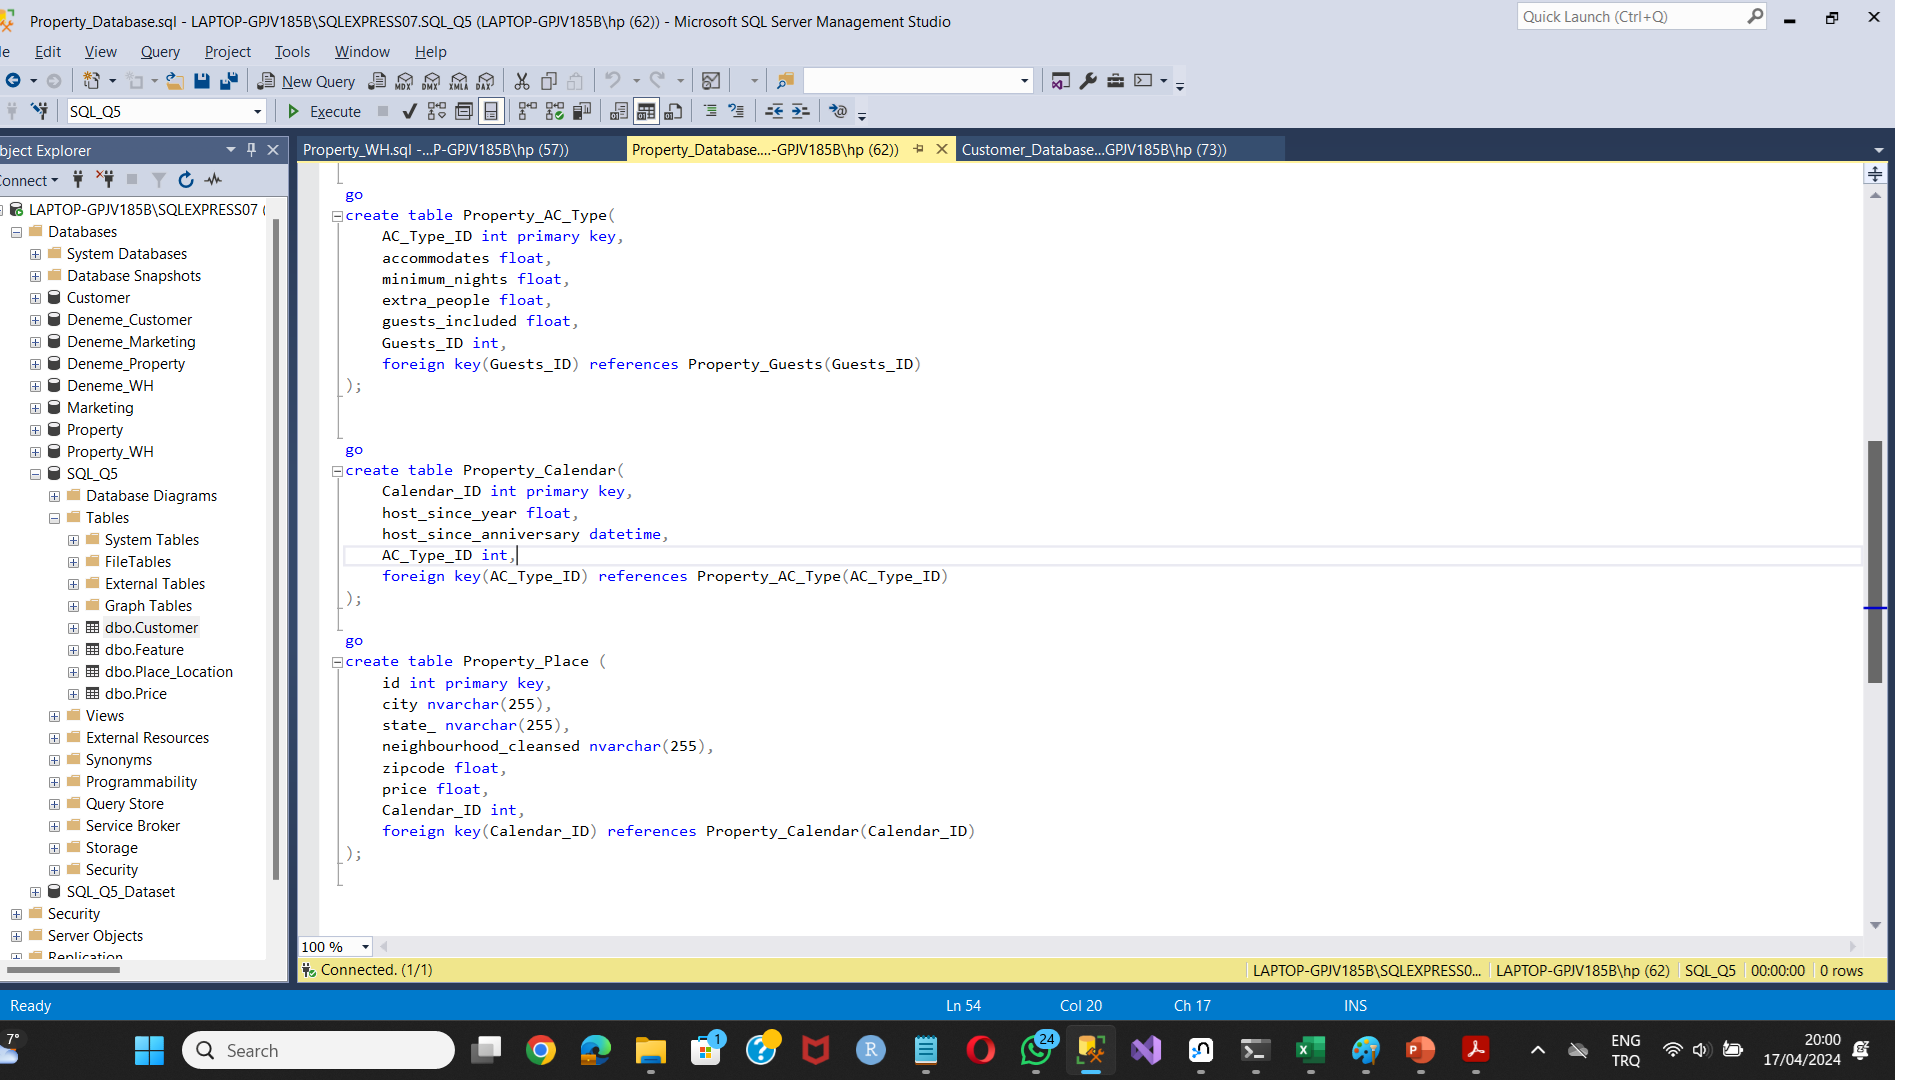 Property_Database.sql - LAPTOP-GPJV185B\SQLEXPRESS07.SQL_Q5 (LAPTOP-GPJV185B\hp (62)) - Microsoft SQL Server Management Studio
Quick Launch (Ctrl+Q)
le Edit View Query Project Tools Window Help
New Query MDX DMX XMLA DAX
SQL_Q5 Execute
bject Explorer
Property_WH.sql -...P-GPJV185B\hp (57))
Property_Database....-GPJV185B\hp (62))
Customer_Database...GPJV185B\hp (73))
onnect
LAPTOP-GPJV185B\SQLEXPRESS07 (
Databases
System Databases
Database Snapshots
Customer
Deneme_Customer
Deneme_Marketing
Deneme_Property
Deneme_WH
Marketing
Property
Property_WH
SQL_Q5
Database Diagrams
Tables
System Tables
FileTables
External Tables
Graph Tables
dbo.Customer
dbo.Feature
dbo.Place_Location
dbo.Price
Views
External Resources
Synonyms
Programmability
Query Store
Service Broker
Storage
Security
SQL_Q5_Dataset
Security
Server Objects
Replication
go
create table Property_AC_Type(
AC_Type_ID int primary key,
accommodates float,
minimum_nights float,
extra_people float,
guests_included float,
Guests_ID int,
foreign key(Guests_ID) references Property_Guests(Guests_ID)
);
go
create table Property_Calendar(
Calendar_ID int primary key,
host_since_year float,
host_since_anniversary datetime,
AC_Type_ID int,
foreign key(AC_Type_ID) references Property_AC_Type(AC_Type_ID)
);
go
create table Property_Place (
id int primary key,
city nvarchar(255),
state_ nvarchar(255),
neighbourhood_cleansed nvarchar(255),
zipcode float,
price float,
Calendar_ID int,
foreign key(Calendar_ID) references Property_Calendar(Calendar_ID)
);
100 %
Connected. (1/1)
LAPTOP-GPJV185B\SQLEXPRESS0... LAPTOP-GPJV185B\hp (62) SQL_Q5 00:00:00 0 rows
Ready Ln 54 Col 20 Ch 17 INS
7°
Search
1
24
ENG
TRQ
20:00
17/04/2024